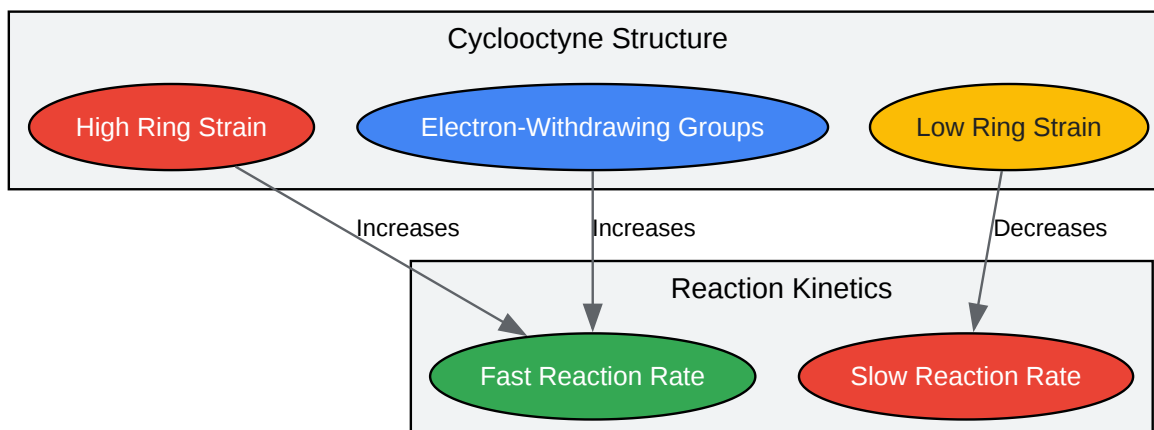 Cyclooctyne Structure
High Ring Strain
Electron-Withdrawing Groups
Low Ring Strain
Increases
Increases
Decreases
Reaction Kinetics
Fast Reaction Rate
Slow Reaction Rate